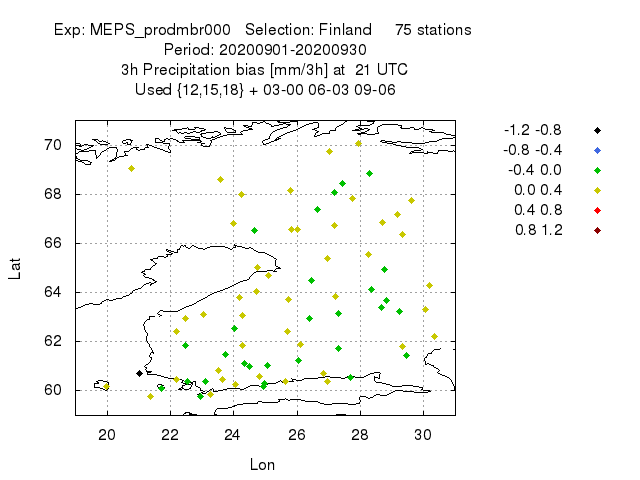 Exp: MEPS_prodmbr000 Selection: Finland 75 stations
Period: 20200901-20200930
3h Precipitation bias [mm/3h] at 21 UTC
Used {12,15,18} + 03-00 06-03 09-06
70
68
66
64
62
60
Lat
20 22 24 26 28 30
Lon
-1.2 -0.8
-0.8 -0.4
-0.4 0.0
0.0 0.4
0.4 0.8
0.8 1.2